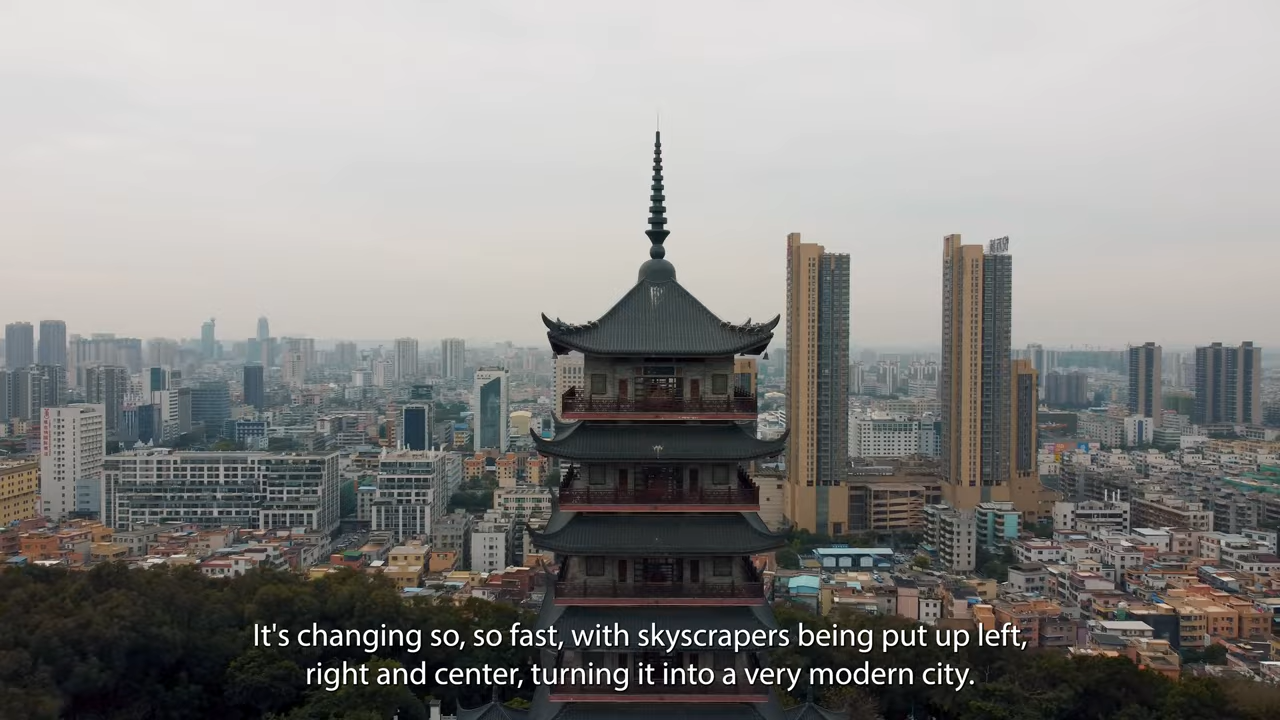 It's changing so, so fast, with skyscrapers being put up left,
right and center, turning it into a very modern city.